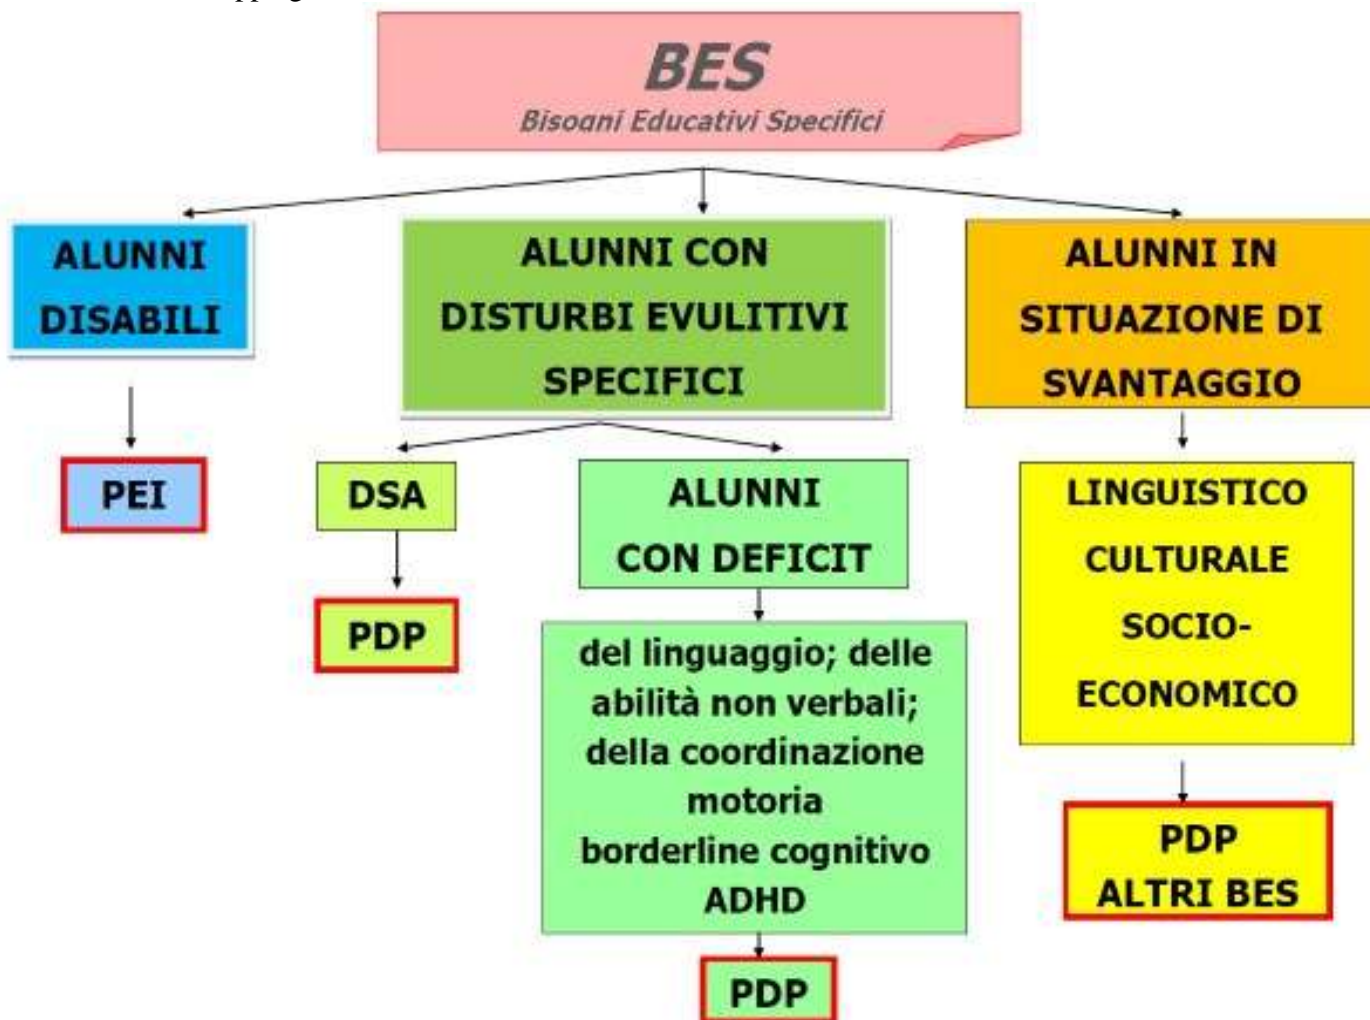 BES
Bisogni Educativi Specifici
ALUNNI
DISABILI
PEI
ALUNNI CON
DISTURBI EVULITIVI
SPECIFICI
DSA
PDP
ALUNNI
CON DEFICIT
del linguaggio; delle
abilità non verbali;
della coordinazione
motoria
borderline cognitivo
ADHD
PDP
ALUNNI IN
SITUAZIONE DI
SVANTAGGIO
LINGUISTICO
CULTURALE
SOCIO-
ECONOMICO
PDP
ALTRI BES